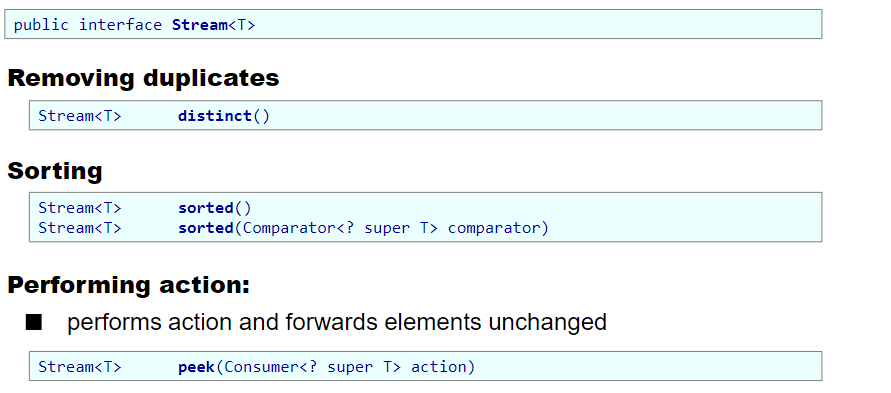 public interface Stream<T>
Removing duplicates
Stream<T> distinct()
Sorting
Stream<T> sorted()
Stream<T> sorted(Comparator<? super T> comparator)
Performing action:
■ performs action and forwards elements unchanged
Stream<T> peek(Consumer<? super T> action)